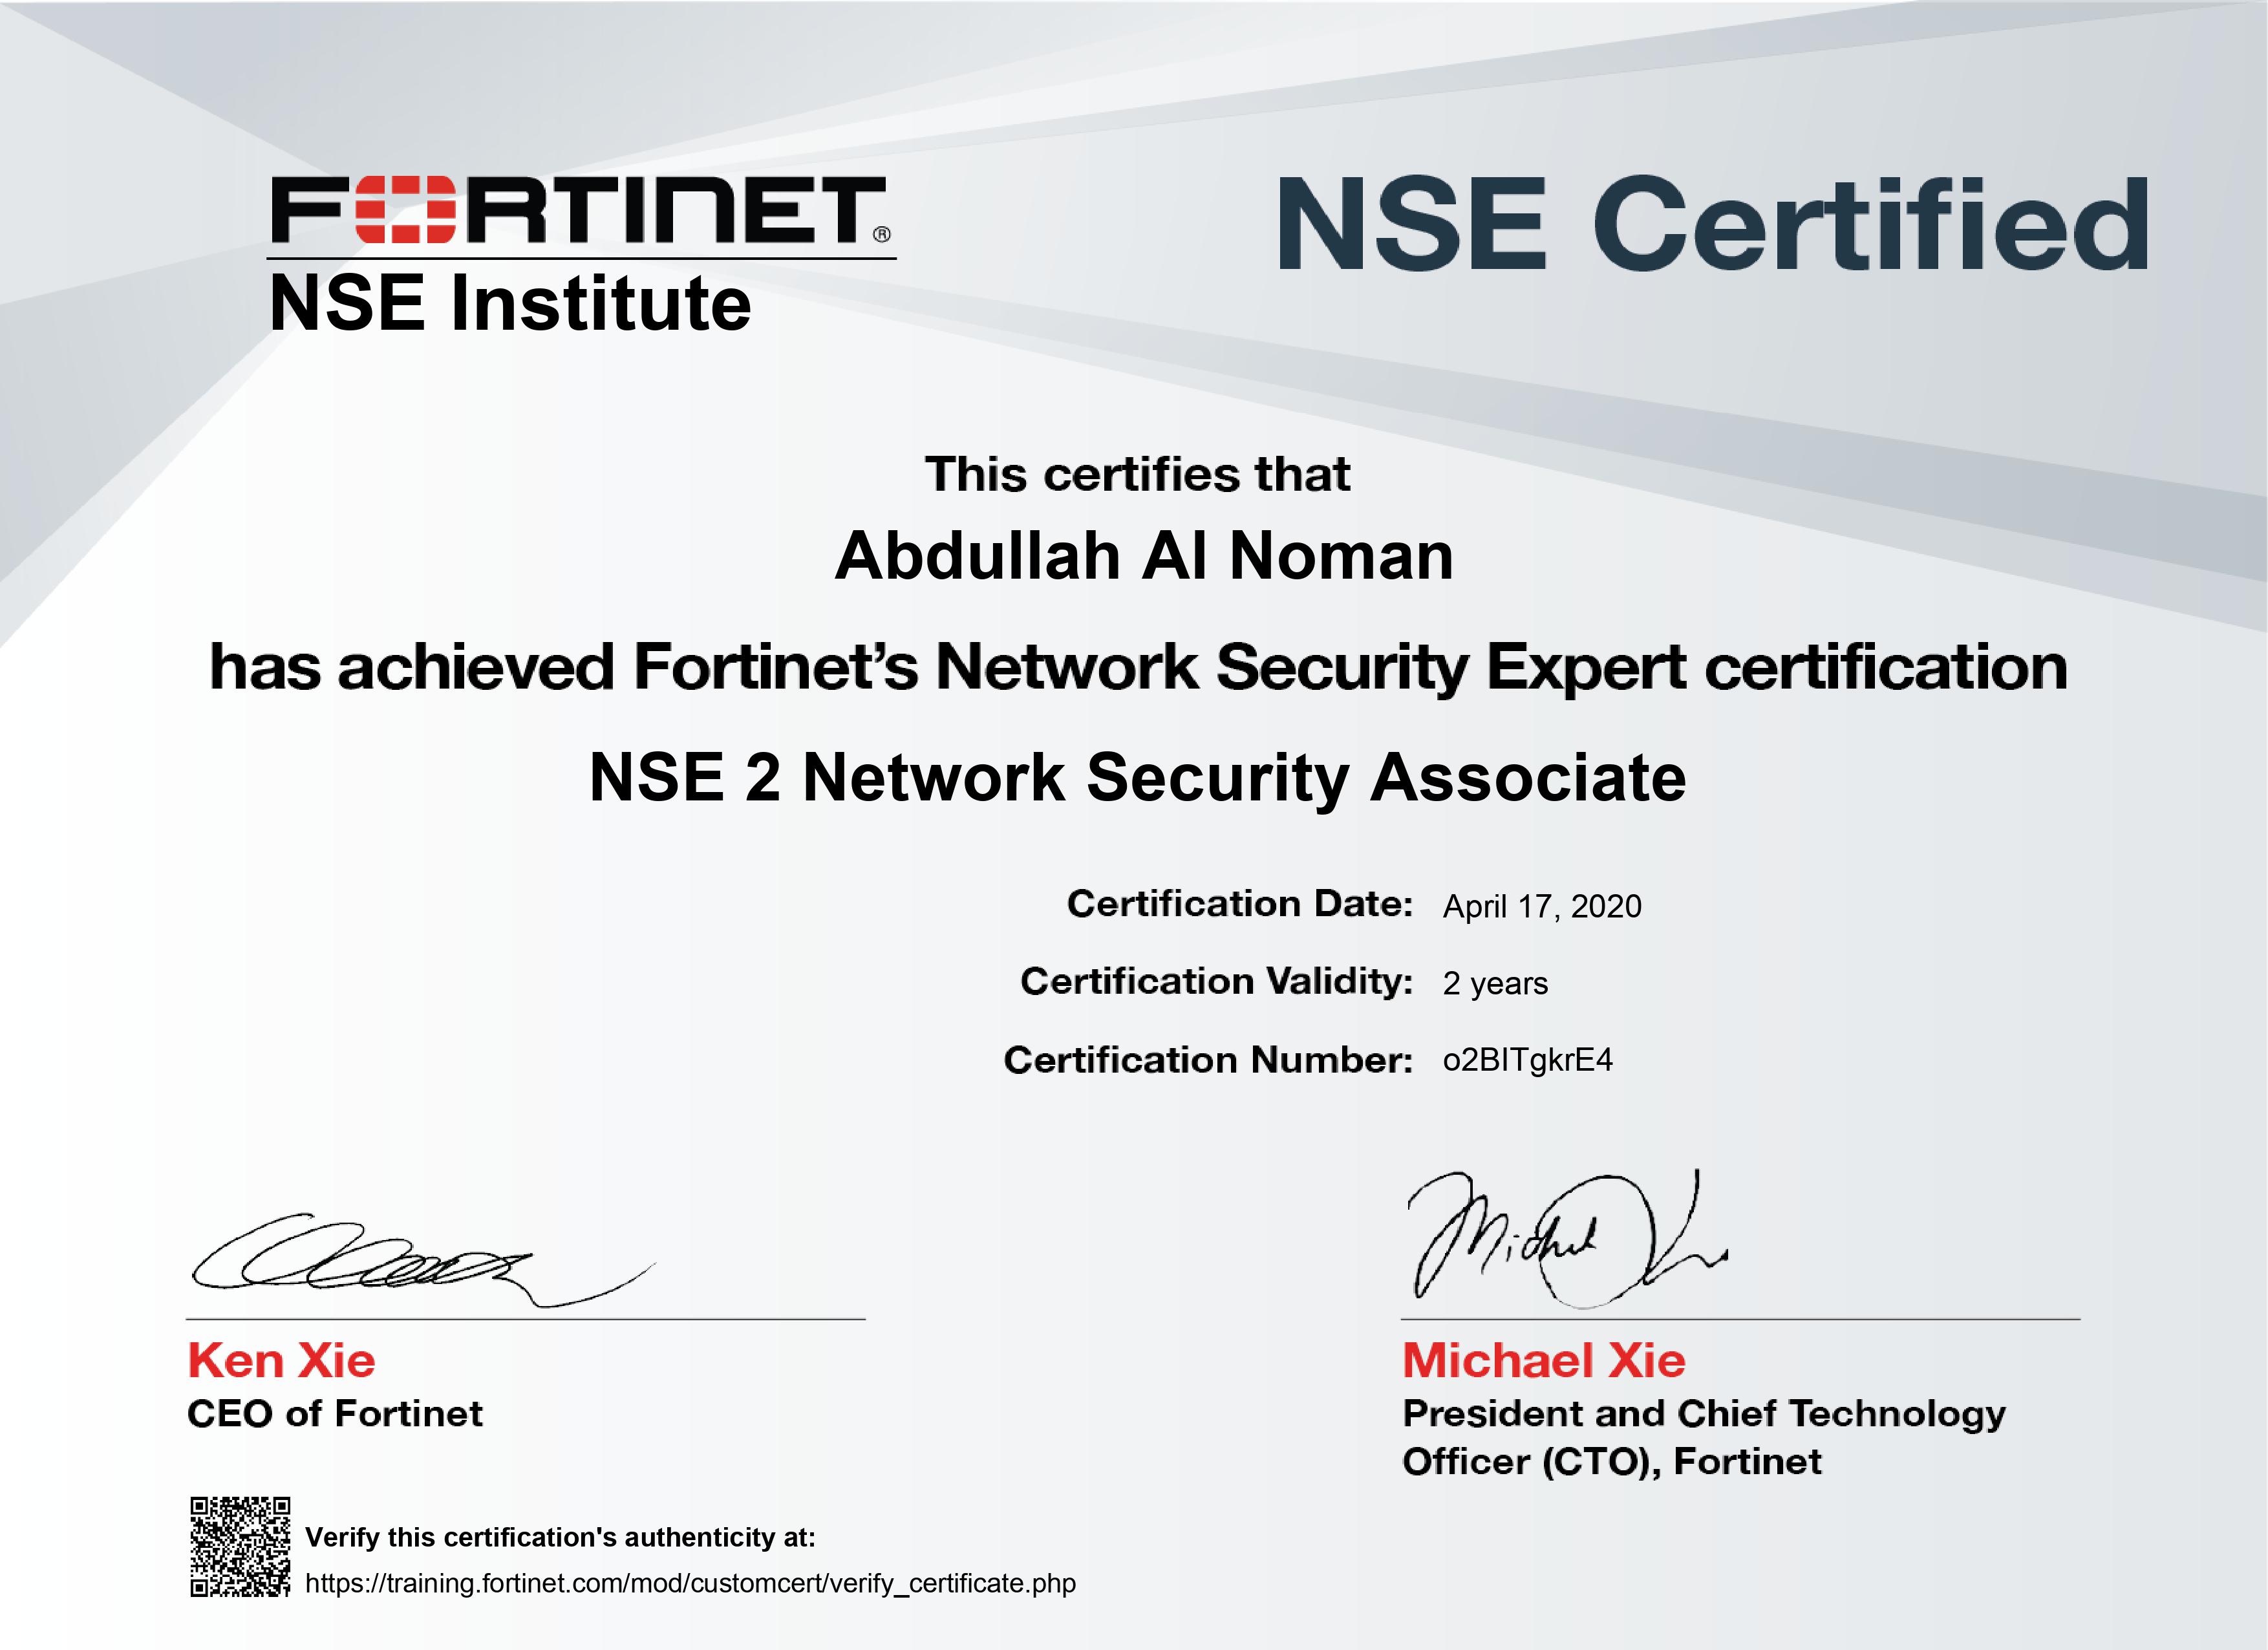 FORTINET®
NSE Institute
NSE Certified
This certifies that
Abdullah Al Noman
has achieved Fortinet’s Network Security Expert certification
NSE 2 Network Security Associate
Certification Date: April 17, 2020
Certification Validity: 2 years
Certification Number: o2BITgkrE4
Michael
Ken Xie
CEO of Fortinet
Michael Xie
President and Chief Technology
Officer (CTO), Fortinet
Verify this certification's authenticity at:
https://training.fortinet.com/mod/customcert/verify_certificate.php